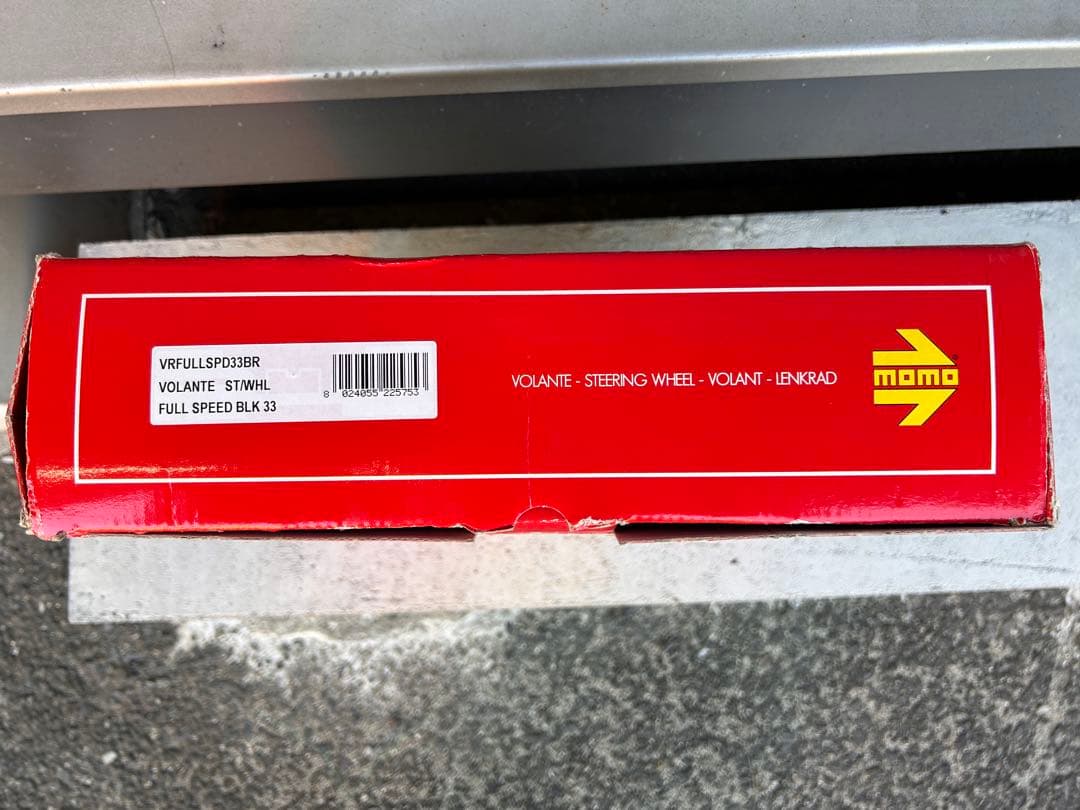 VRFULLSPD33BR
VOLANTE ST/WHL
FULL SPEED BLK 33
8 024055 225753
VOLANTE - STEERING WHEEL - VOLANT - LENKRAD
momo